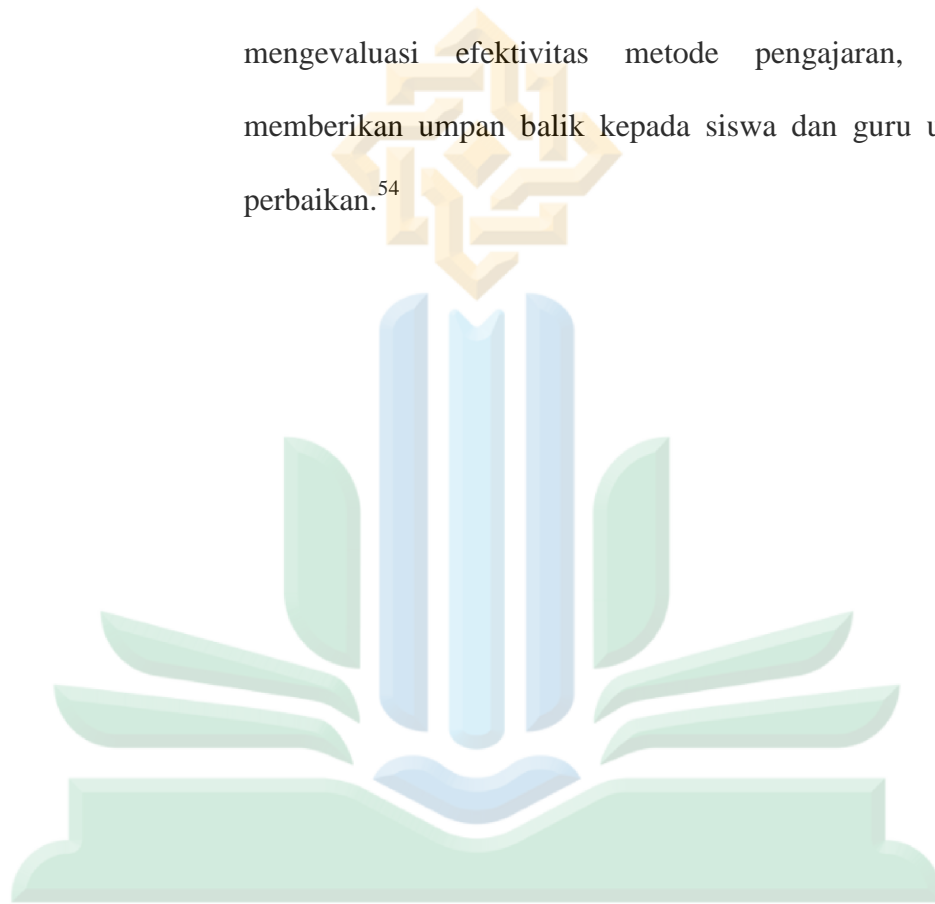 mengevaluasi efektivitas metode pengajaran,
memberikan umpan balik kepada siswa dan guru
perbaikan.54